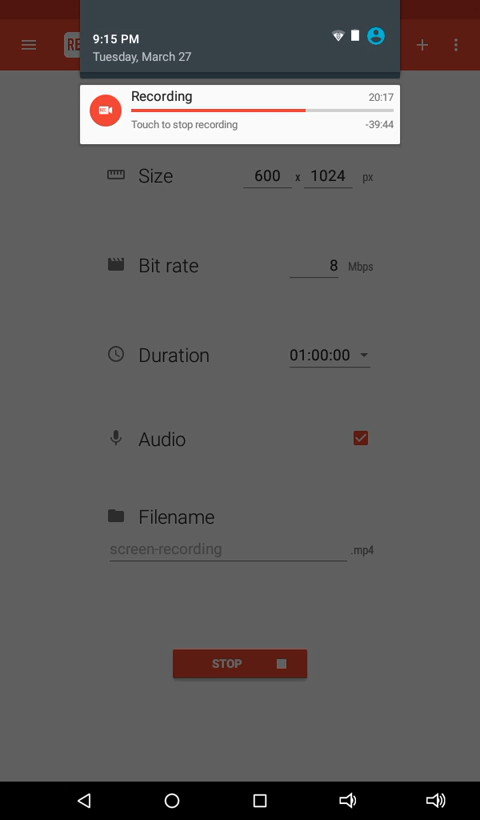 9:15 PM
Tuesday, March 27
Recording
20:17
Touch to stop recording
-39:44
Size
600 x 1024 px
Bit rate
8 Mbps
Duration
01:00:00
Audio
Filename
screen-recording .mp4
STOP